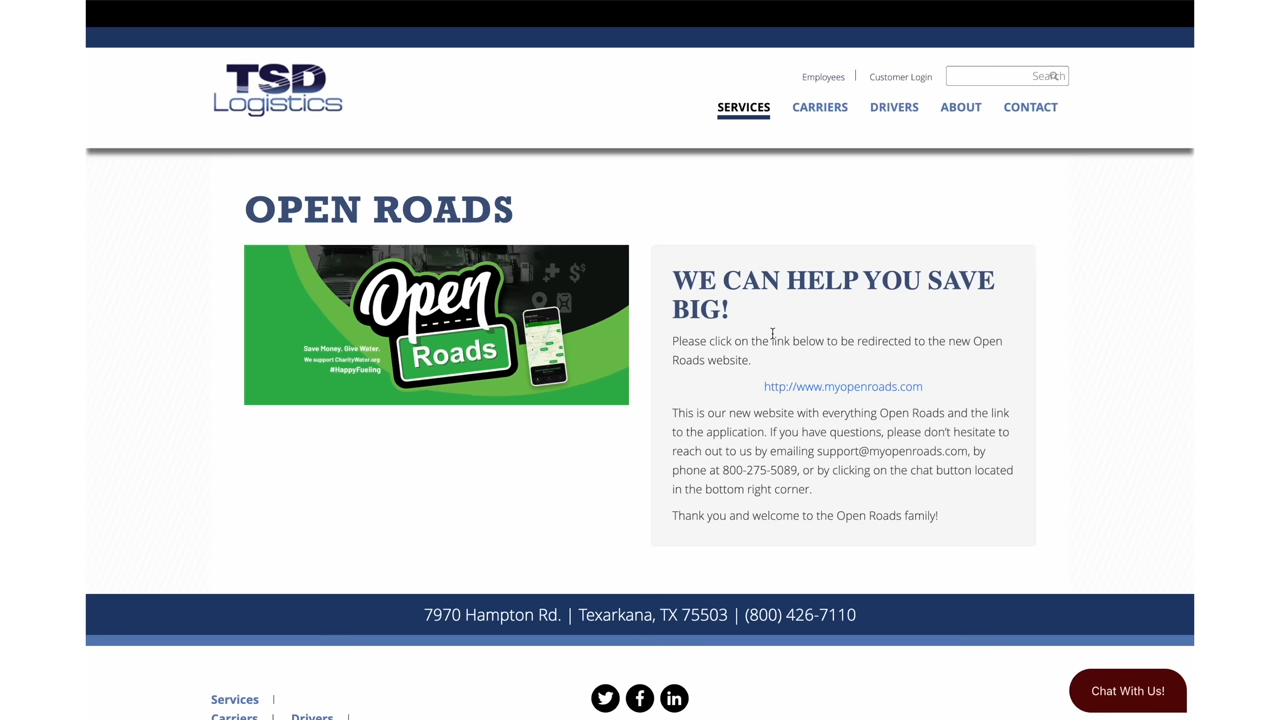 TSD
Logistics
Employees
Customer Login
Search
SERVICES
CARRIERS
DRIVERS
ABOUT
CONTACT
OPEN ROADS
Open
Roads
Save Money. Give Water.
We support CharityWater.org
#HappyFueling
WE CAN HELP YOU SAVE
BIG!
Please click on the link below to be redirected to the new Open
Roads website.
http://www.myopenroads.com
This is our new website with everything Open Roads and the link
to the application. If you have questions, please don’t hesitate to
reach out to us by emailing support@myopenroads.com, by
phone at 800-275-5089, or by clicking on the chat button located
in the bottom right corner.
Thank you and welcome to the Open Roads family!
7970 Hampton Rd. | Texarkana, TX 75503 | (800) 426-7110
Services
Carriers
Drivers
Chat With Us!